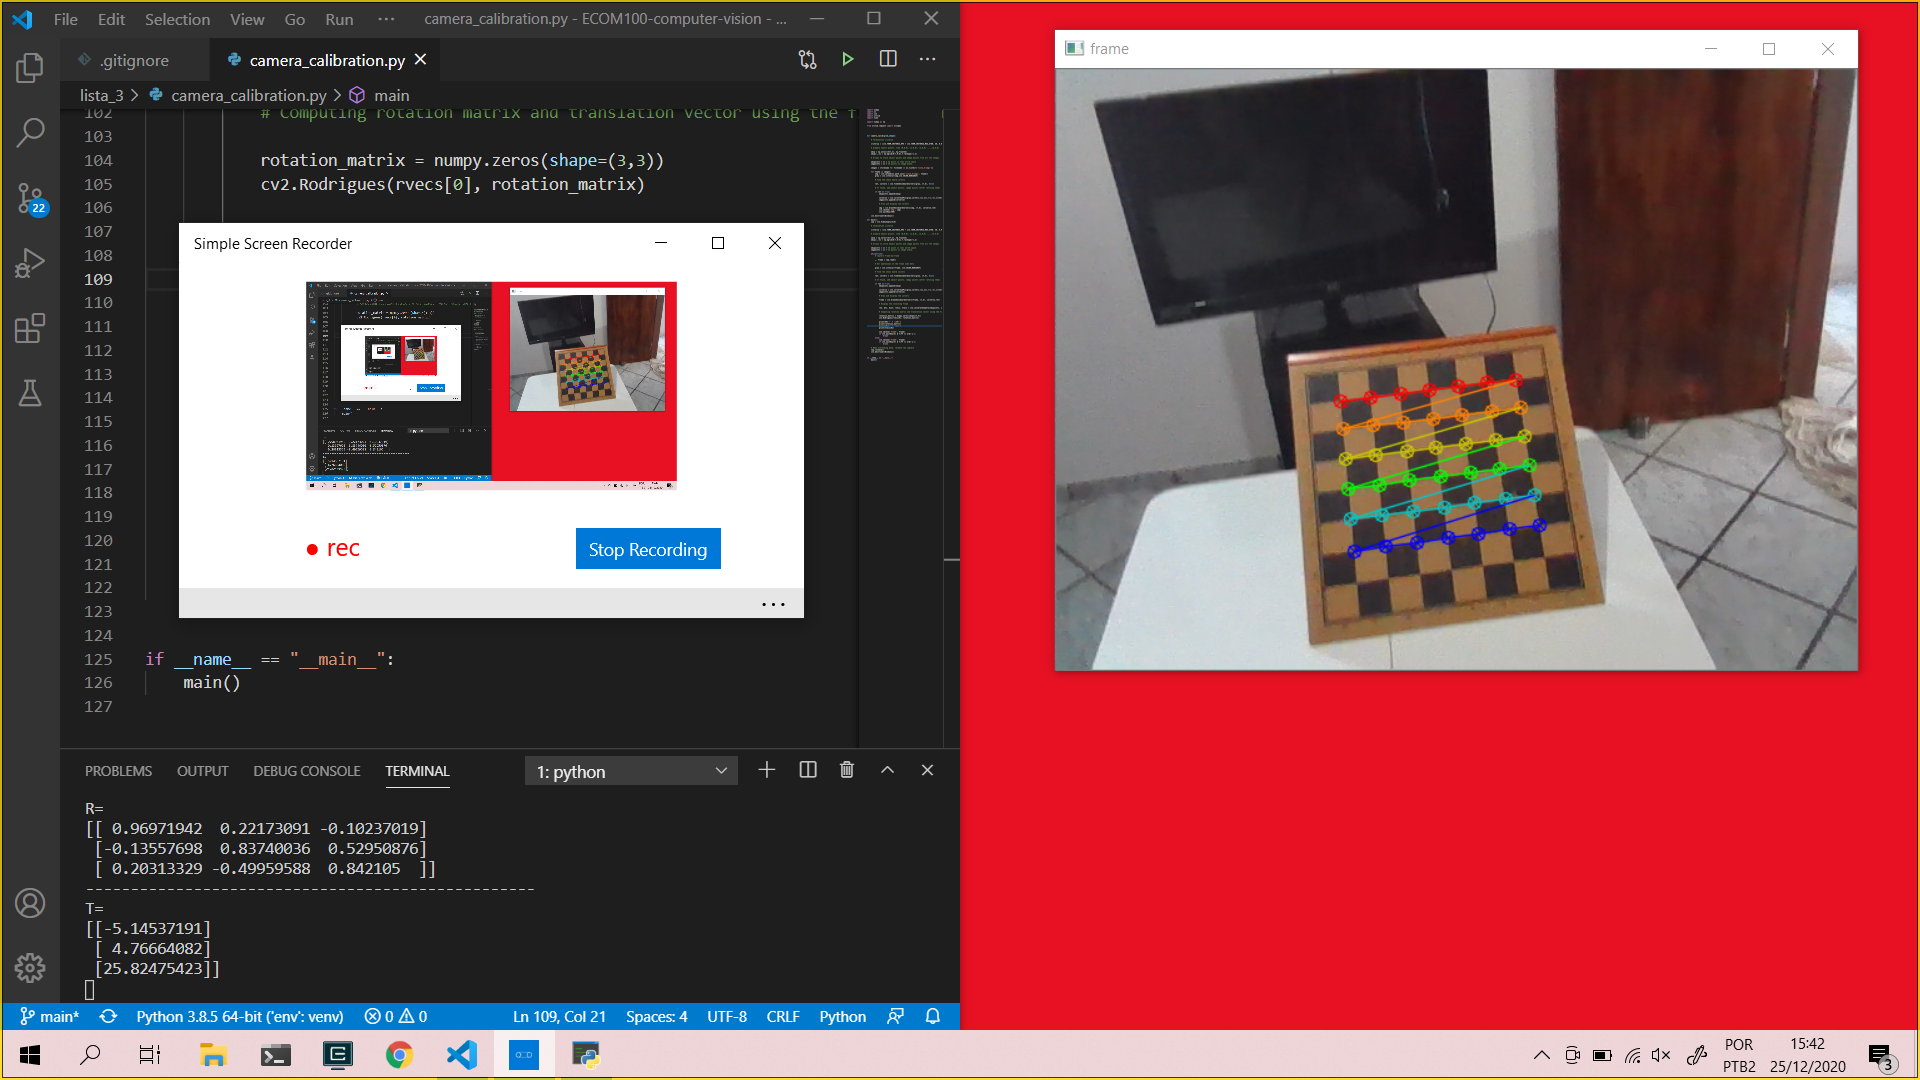 File Edit Selection View Go Run ··· camera_calibration.py - ECOM100-computer-vision - ...
.gitignore camera_calibration.py
lista_3 > camera_calibration.py > main
102 # Computing rotation matrix and translation vector using the f
103
104 rotation_matrix = numpy.zeros(shape=(3,3))
105 cv2.Rodrigues(rvecs[0], rotation_matrix)
106
107
108
109
110
111
112
113
114
115
116
117
118
119
120
121
122
123
124
125 if __name__ == "__main__":
126 main()
127
Simple Screen Recorder
rec
Stop Recording
...
22
PROBLEMS OUTPUT DEBUG CONSOLE TERMINAL 1: python
R=
[[ 0.96971942 0.22173091 -0.10237019]
[-0.13557698 0.83740036 0.52950876]
[ 0.20313329 -0.49959588 0.842105 ]]
--------------------------------------------------
T=
[[-5.14537191]
[ 4.76664082]
[25.82475423]]
main* Python 3.8.5 64-bit ('env': venv) 0 0 Ln 109, Col 21 Spaces: 4 UTF-8 CRLF Python
frame
POR
PTB2
15:42
25/12/2020
3